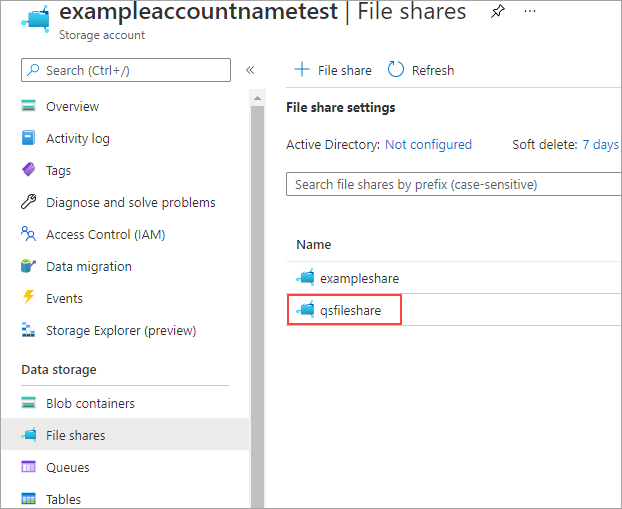 exampleaccountnametest | File shares
Storage account
Search (Ctrl+/)
Overview
Activity log
Tags
Diagnose and solve problems
Access Control (IAM)
Data migration
Events
Storage Explorer (preview)
Data storage
Blob containers
File shares
Queues
Tables
File share
Refresh
File share settings
Active Directory: Not configured Soft delete: 7 days
Search file shares by prefix (case-sensitive)
Name
exampleshare
qsfileshare